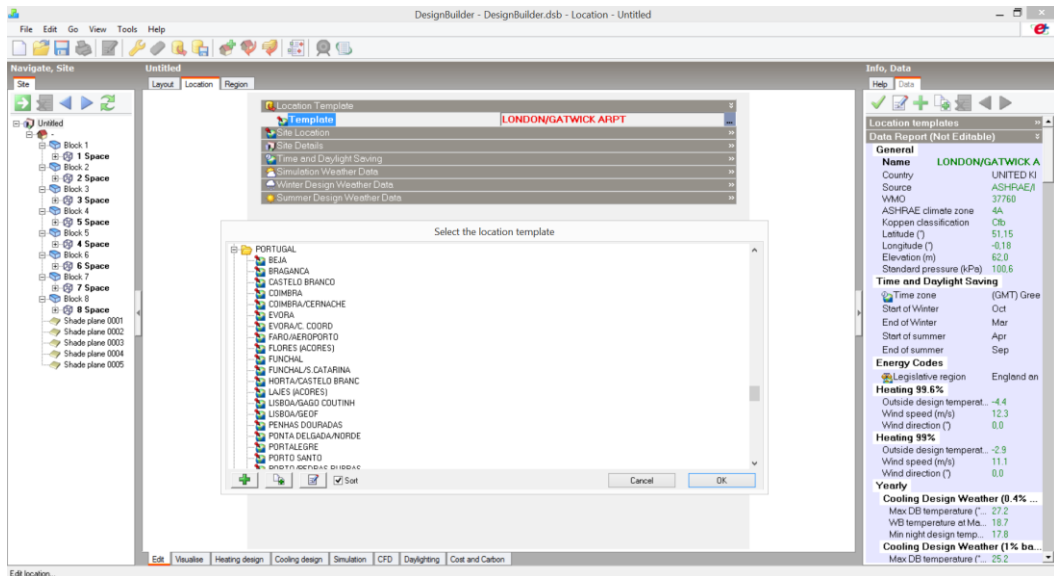 DesignBuilder - DesignBuilder.dsb - Location - Untitled
File Edit Go View Tools Help
Navigate, Site
Site
Untitled
-
Block 1
1 Space
Block 2
2 Space
Block 3
3 Space
Block 4
5 Space
Block 5
4 Space
Block 6
6 Space
Block 7
7 Space
Block 8
8 Space
Shade plane 0001
Shade plane 0002
Shade plane 0003
Shade plane 0004
Shade plane 0005
Untitled
Layout Location Region
Location Template
Template LONDON/GATWICK ARPT
Site Location
Site Details
Time and Daylight Saving
Simulation Weather Data
Winter Design Weather Data
Summer Design Weather Data
Select the location template
PORTUGAL
BEJA
BRAGANCA
CASTELO BRANCO
COIMBRA
COIMBRA/CERNACHE
EVORA
EVORA/C. COORD
FARO/AEROPORTO
FLORES (ACORES)
FUNCHAL
FUNCHAL/S.CATARINA
HORTA/CASTELO BRANC
LAJES (ACORES)
LISBOA/GAGO COUTINH
LISBOA/GEOF
PENHAS DOURADAS
PONTA DELGADA/NORDE
PORTALEGRE
PORTO SANTO
PORTO/PEDRAS RUBRAS
Sort Cancel OK
Edit Visualise Heating design Cooling design Simulation CFD Daylighting Cost and Carbon
Info, Data
Help Data
Location templates
Data Report (Not Editable)
General
Name LONDON/GATWICK A
Country UNITED KI
Source ASHRAE/I
WMO 37760
ASHRAE climate zone 4A
Koppen classification Cfb
Latitude (°) 51,15
Longitude (°) -0,18
Elevation (m) 62,0
Standard pressure (kPa) 100,6
Time and Daylight Saving
Time zone (GMT) Gree
Start of Winter Oct
End of Winter Mar
Start of summer Apr
End of summer Sep
Energy Codes
Legislative region England an
Heating 99.6%
Outside design temperat... -4.4
Wind speed (m/s) 12.3
Wind direction (°) 0.0
Heating 99%
Outside design temperat... -2.9
Wind speed (m/s) 11.1
Wind direction (°) 0.0
Yearly
Cooling Design Weather (0.4% ...
Max DB temperature (°... 27.2
WB temperature at Ma... 18.7
Min night design temp... 17.8
Cooling Design Weather (1% ba...
Max DB temperature (°... 25.2
Edit location...